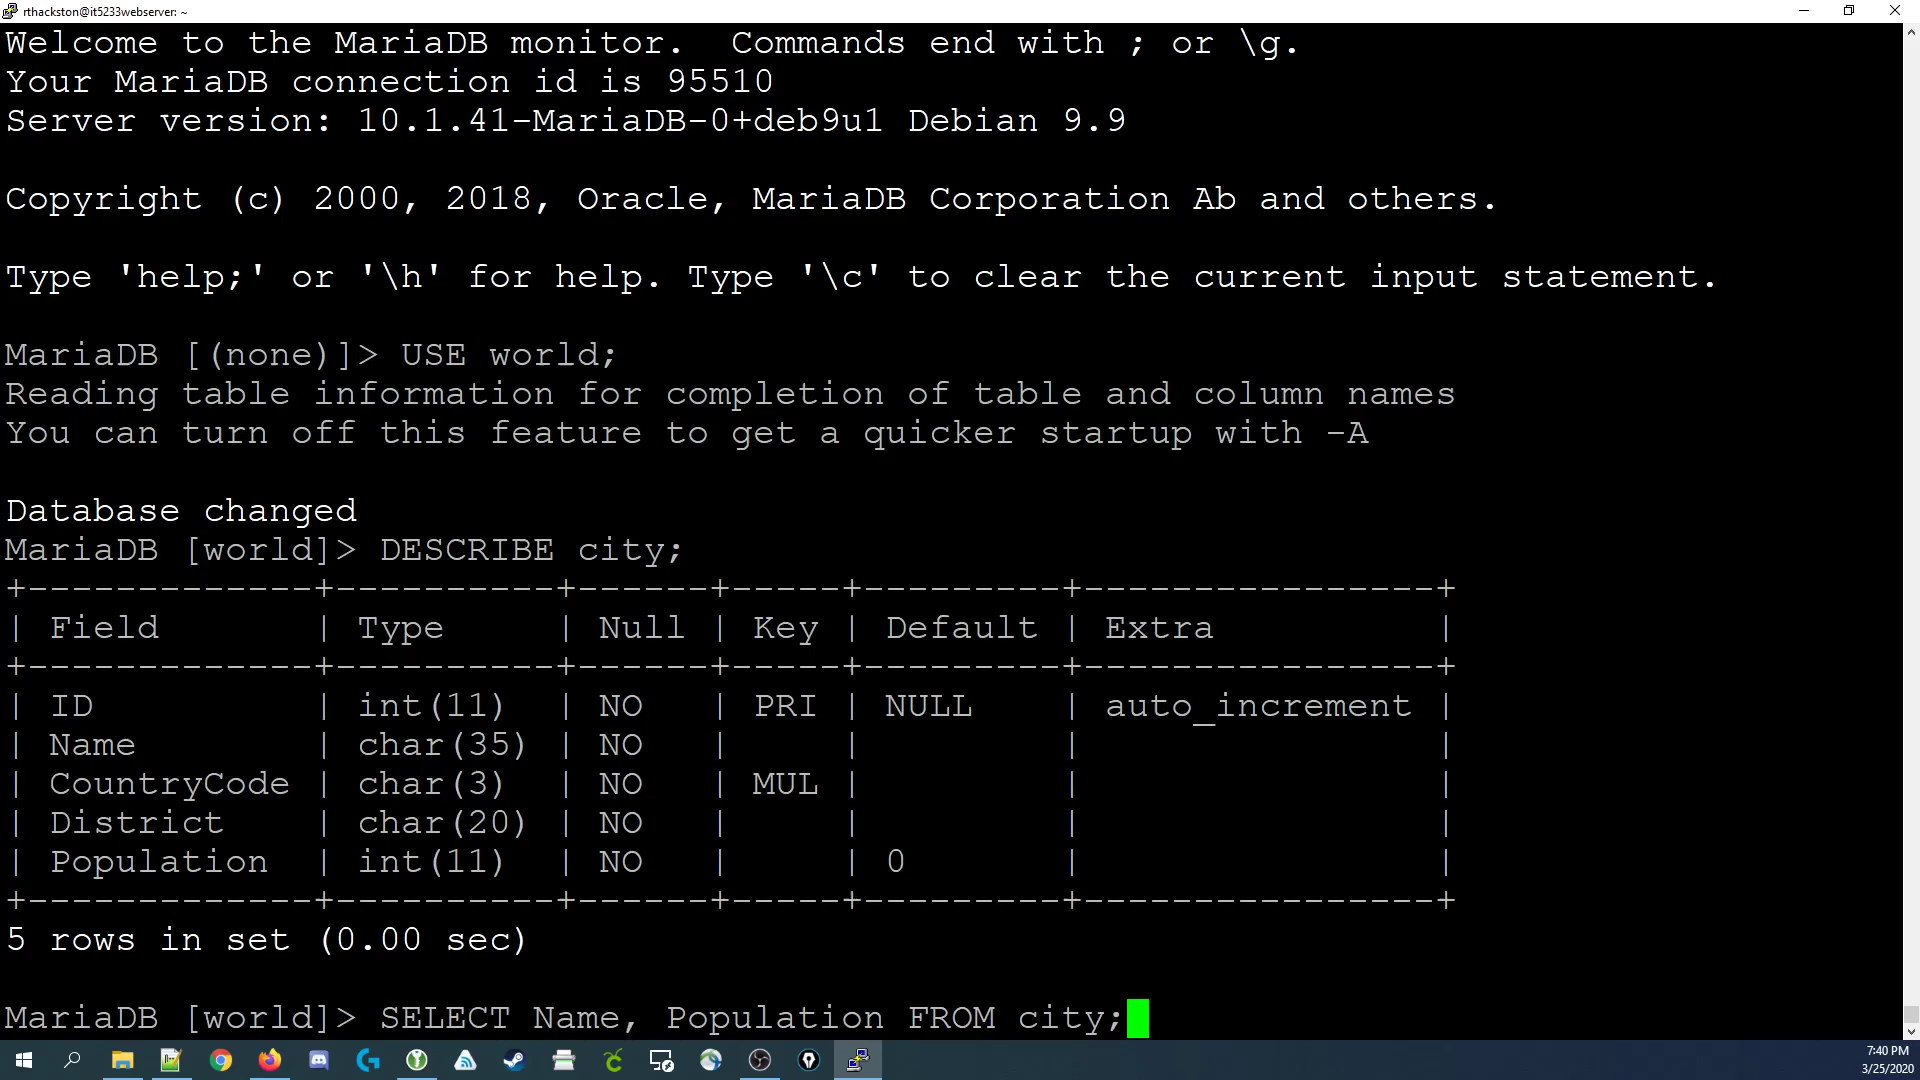 rthackston@it5233webserver: ~
Welcome to the MariaDB monitor.  Commands end with ; or \g.
Your MariaDB connection id is 95510
Server version: 10.1.41-MariaDB-0+deb9u1 Debian 9.9
Copyright (c) 2000, 2018, Oracle, MariaDB Corporation Ab and others.
Type 'help;' or '\h' for help. Type '\c' to clear the current input statement.
MariaDB [(none)]> USE world;
Reading table information for completion of table and column names
You can turn off this feature to get a quicker startup with -A
Database changed
MariaDB [world]> DESCRIBE city;
+-------------+----------+------+-----+---------+----------------+
| Field       | Type     | Null | Key | Default | Extra          |
+-------------+----------+------+-----+---------+----------------+
| ID          | int(11)  | NO   | PRI | NULL    | auto_increment |
| Name        | char(35) | NO   |     |         |                |
| CountryCode | char(3)  | NO   | MUL |         |                |
| District    | char(20) | NO   |     |         |                |
| Population  | int(11)  | NO   |     | 0       |                |
+-------------+----------+------+-----+---------+----------------+
5 rows in set (0.00 sec)
MariaDB [world]> SELECT Name, Population FROM city;
7:40 PM
3/25/2020